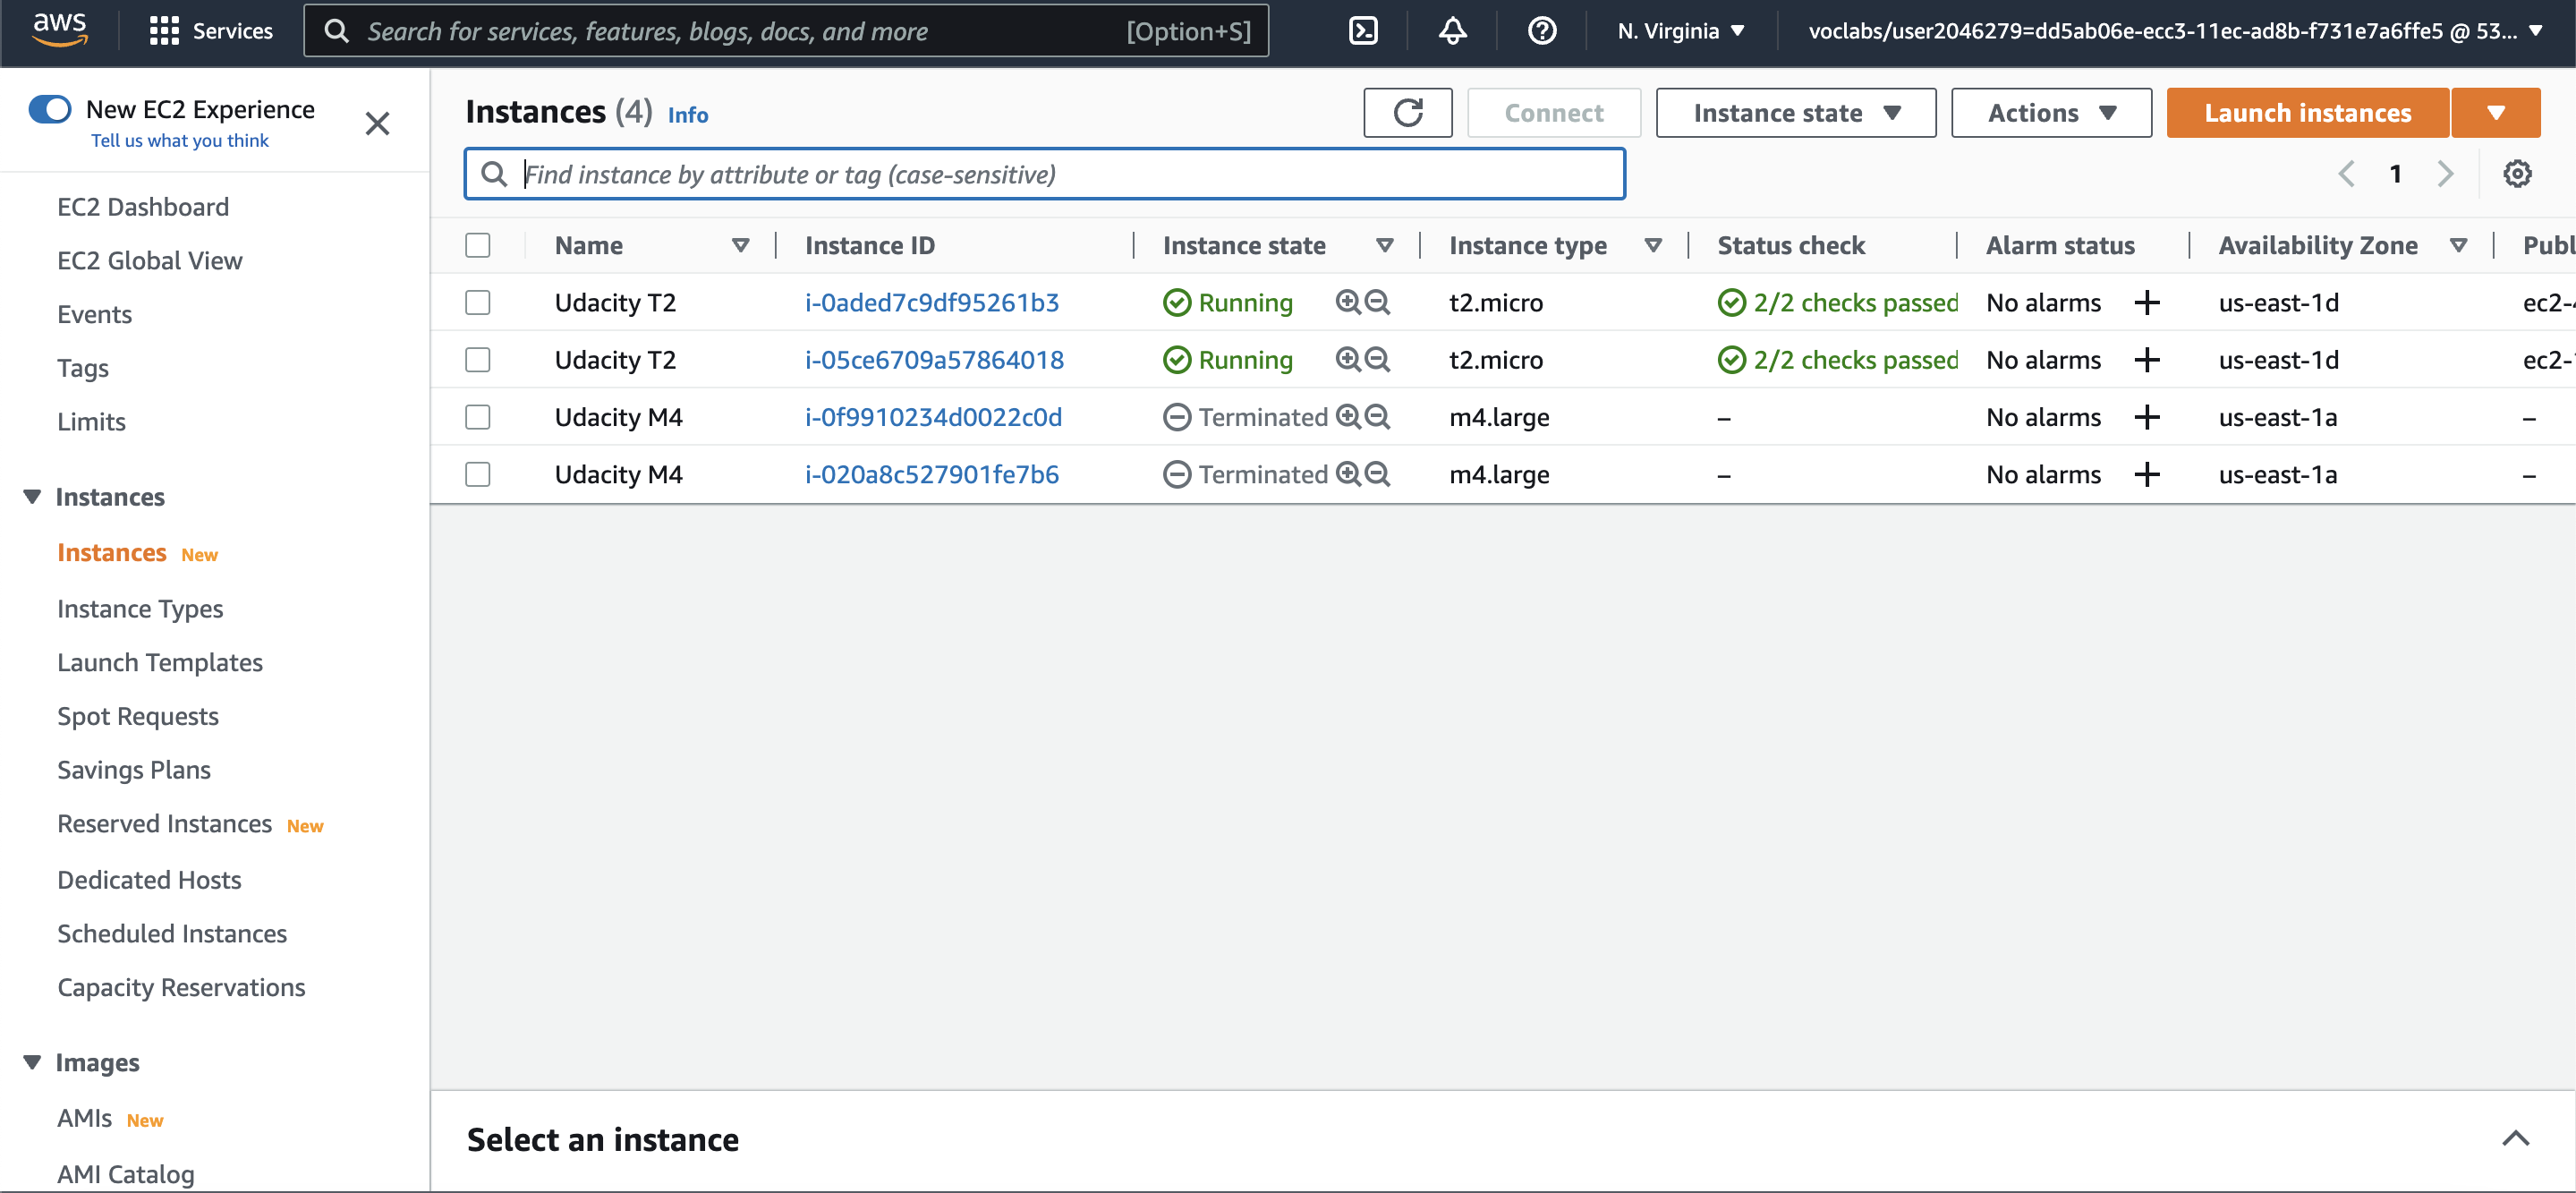 aws
Services
Search for services, features, blogs, docs, and more
[Option+S]
N. Virginia
voclabs/user2046279=dd5ab06e-ecc3-11ec-ad8b-f731e7a6ffe5 @ 53...
New EC2 Experience
Tell us what you think
EC2 Dashboard
EC2 Global View
Events
Tags
Limits
Instances
Instances New
Instance Types
Launch Templates
Spot Requests
Savings Plans
Reserved Instances New
Dedicated Hosts
Scheduled Instances
Capacity Reservations
Images
AMIs New
AMI Catalog
Instances (4) Info
Connect
Instance state
Actions
Launch instances
Find instance by attribute or tag (case-sensitive)
1
Name Instance ID Instance state Instance type Status check Alarm status Availability Zone Publ
Udacity T2 i-0aded7c9df95261b3 Running t2.micro 2/2 checks passed No alarms + us-east-1d ec2-4
Udacity T2 i-05ce6709a57864018 Running t2.micro 2/2 checks passed No alarms + us-east-1d ec2-
Udacity M4 i-0f9910234d0022c0d Terminated m4.large – No alarms + us-east-1a –
Udacity M4 i-020a8c527901fe7b6 Terminated m4.large – No alarms + us-east-1a –
Select an instance